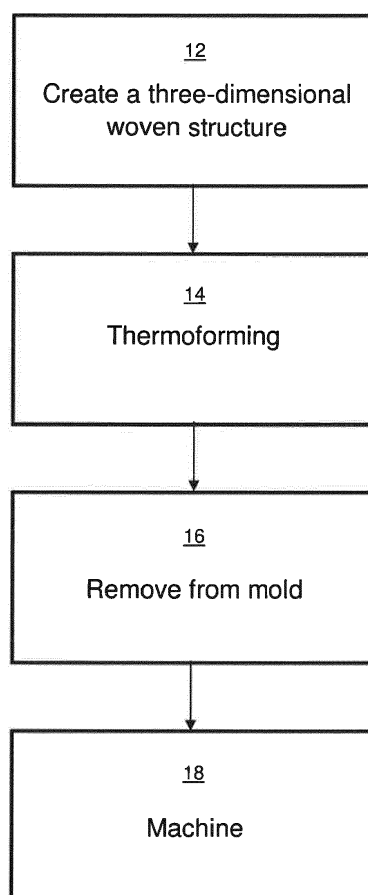 12
Create a three-dimensional
woven structure
14
Thermoforming
16
Remove from mold
18
Machine